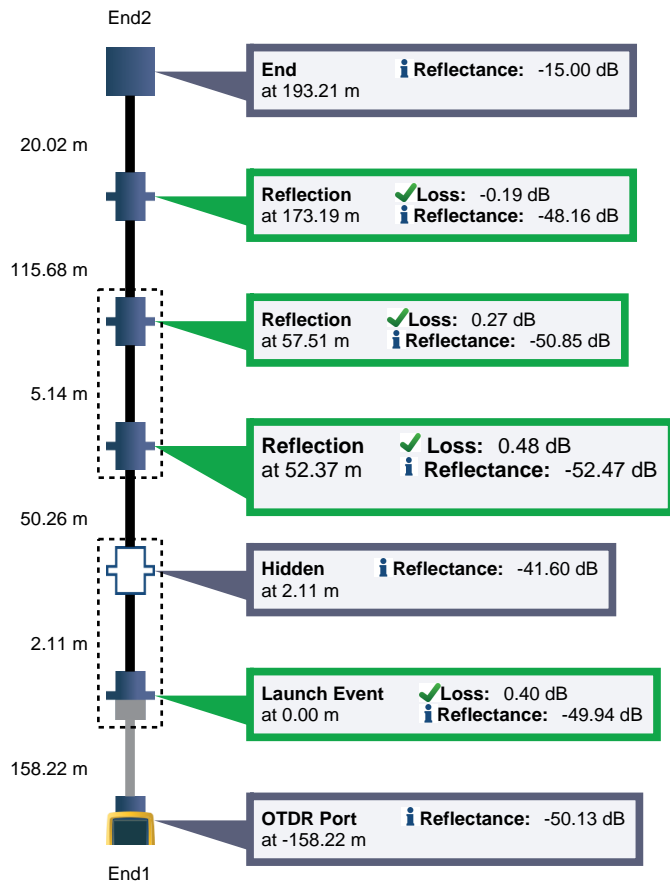 End2
End Reflectance: -15.00 dB
at 193.21 m
20.02 m
Reflection Loss: -0.19 dB
at 173.19 m Reflectance: -48.16 dB
115.68 m
Reflection Loss: 0.27 dB
at 57.51 m Reflectance: -50.85 dB
5.14 m
Reflection Loss: 0.48 dB
at 52.37 m Reflectance: -52.47 dB
50.26 m
Hidden Reflectance: -41.60 dB
at 2.11 m
2.11 m
Launch Event Loss: 0.40 dB
at 0.00 m Reflectance: -49.94 dB
158.22 m
OTDR Port Reflectance: -50.13 dB
at -158.22 m
End1